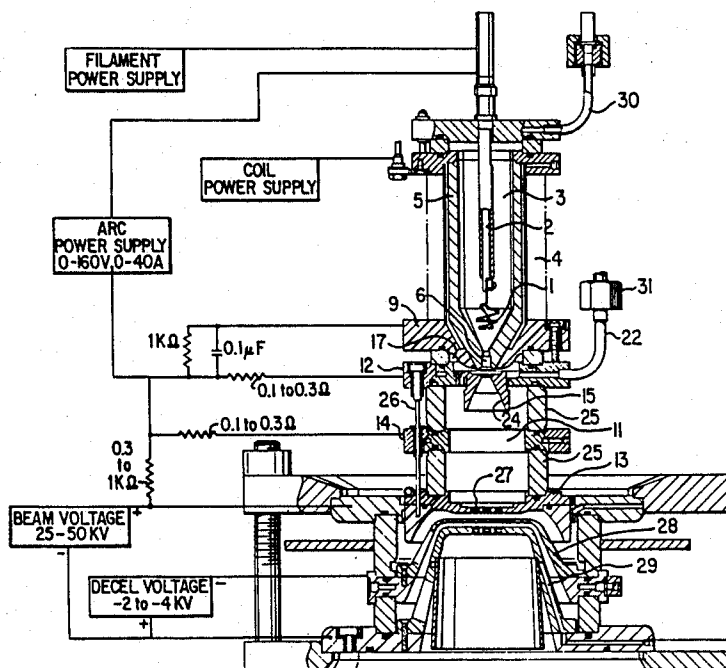 FILAMENT
POWER SUPPLY
30
COIL
POWER SUPPLY
5
3
2
ARC
POWER SUPPLY
0-160V,0-40A
4
1
6
31
9
1KΩ
0.1μF
17
22
12
0.1 to 0.3Ω
15
26
24
25
0.1 to 0.3Ω
14
11
25
0.3
to
1KΩ
13
27
BEAM VOLTAGE
25-50 KV
+
-
28
29
DECEL VOLTAGE
-2 to -4KV
-
+